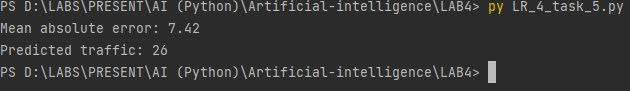 PS D:\LABS\PRESENT\AI (Python)\Artificial-intelligence\LAB4> py LR_4_task_5.py
Mean absolute error: 7.42
Predicted traffic: 26
PS D:\LABS\PRESENT\AI (Python)\Artificial-intelligence\LAB4>